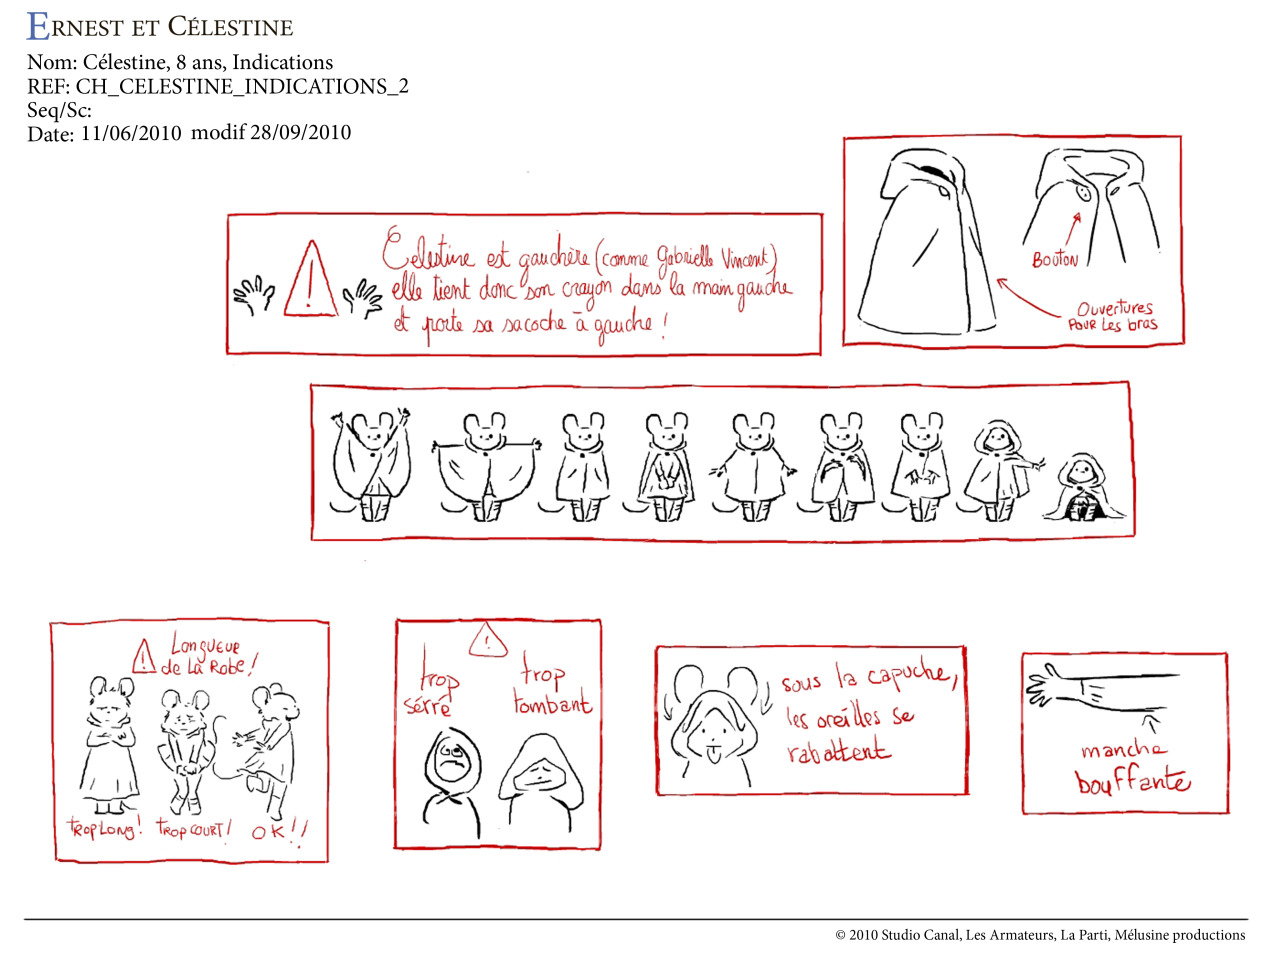 ERNEST ET CÉLESTINE
Nom: Célestine, 8 ans, Indications
REF: CH_CELESTINE_INDICATIONS_2
Seq/Sc:
Date: 11/06/2010 modif 28/09/2010
Celestine est gauchère (comme Gabrielle Vincent)
elle tient donc son crayon dans la main gauche
et porte sa sacoche à gauche !
BOUTON
OUVERTURES
POUR LES bras
!
LONGUEUR
de LA ROBE !
TROP LONG !
TROP COURT !
OK !!
!
trop
sérré
trop
tombant
sous la capuche,
les oreilles se
rabattent
manche
bouffante
© 2010 Studio Canal, Les Armateurs, La Parti, Mélusine productions